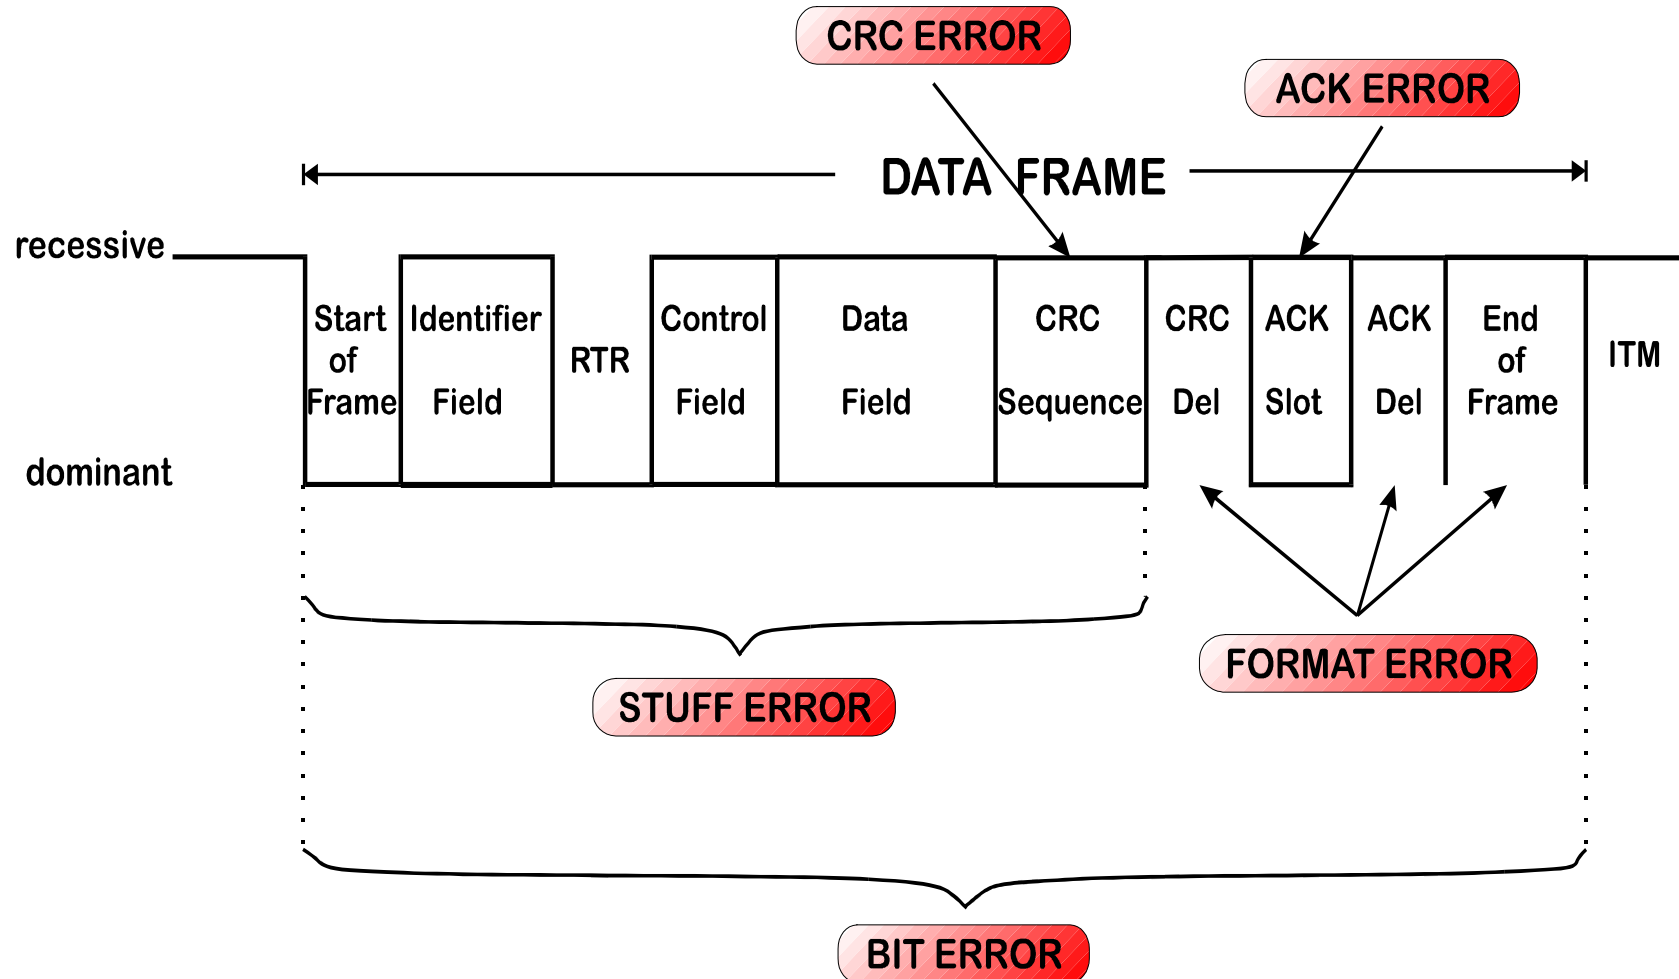 CRC ERROR
ACK ERROR
DATA FRAME
recessive
Start
of
Frame
Identifier
Field
RTR
Control
Field
Data
Field
CRC
Sequence
CRC
Del
ACK
Slot
ACK
Del
End
of
Frame
ITM
dominant
FORMAT ERROR
STUFF ERROR
BIT ERROR